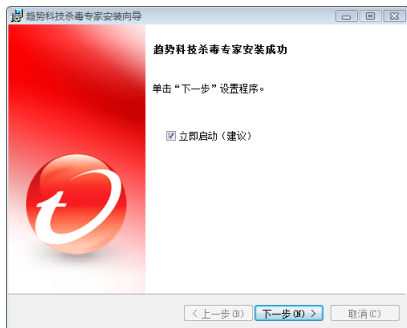 趋势科技杀毒专家安装向导
趋势科技杀毒专家安装成功
单击“下一步”设置程序。
立即启动（建议）
< 上一步(B)
下一步(N) >
取消(C)